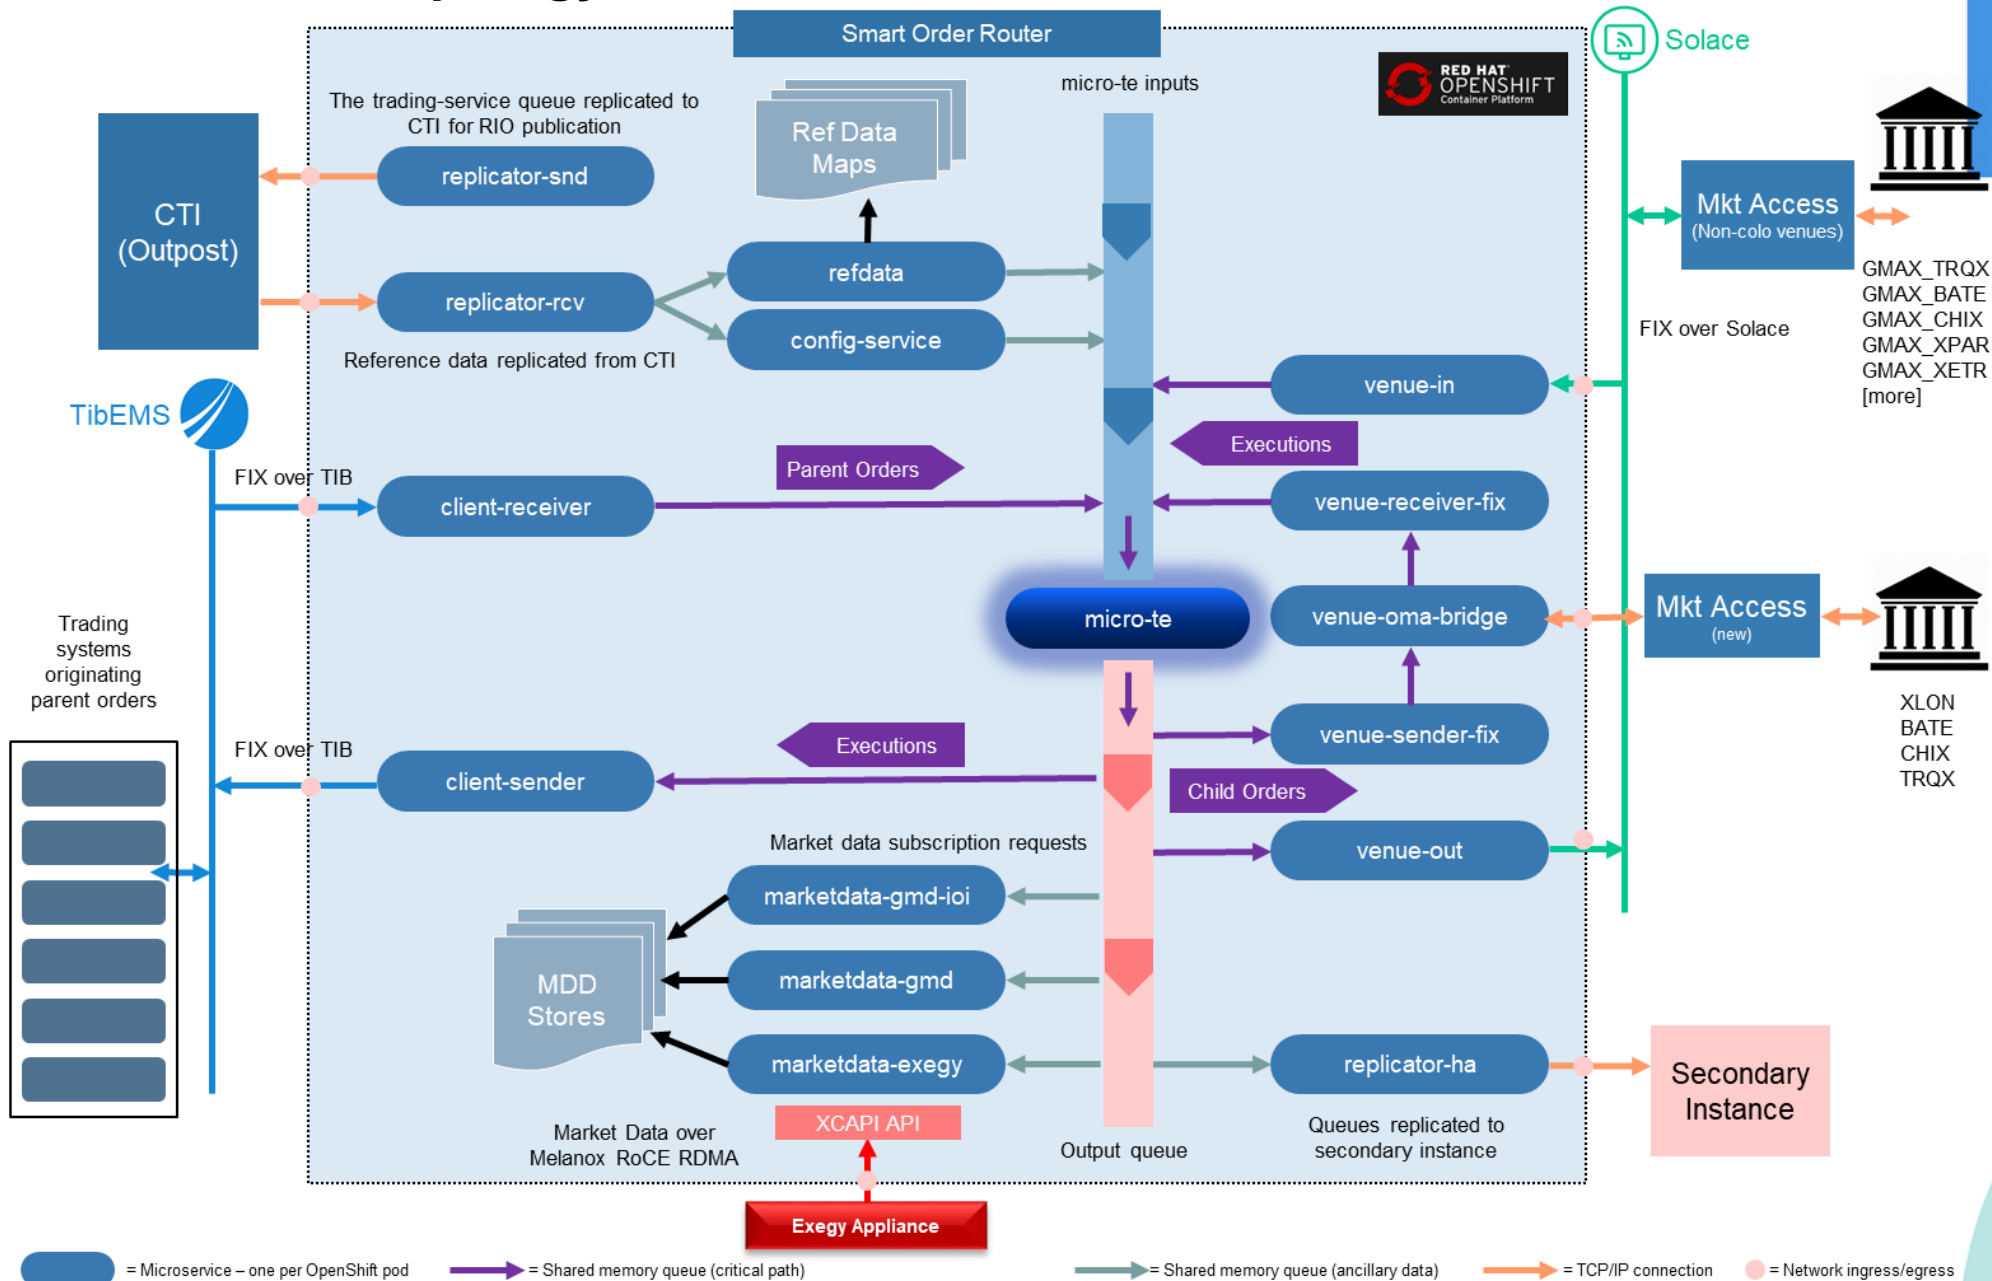 Smart Order Router
Solace
RED HAT
OPENSHIFT
Container Platform
micro-te inputs
The trading-service queue replicated to
CTI for RIO publication
Ref Data
Maps
replicator-snd
CTI
(Outpost)
Mkt Access
(Non-colo venues)
refdata
replicator-rcv
config-service
Reference data replicated from CTI
GMAX_TRQX
GMAX_BATE
GMAX_CHIX
GMAX_XPAR
GMAX_XETR
[more]
FIX over Solace
venue-in
TibEMS
Executions
Parent Orders
FIX over TIB
client-receiver
venue-receiver-fix
micro-te
venue-oma-bridge
Mkt Access
(new)
Trading
systems
originating
parent orders
XLON
BATE
CHIX
TRQX
venue-sender-fix
FIX over TIB
Executions
client-sender
Child Orders
Market data subscription requests
venue-out
marketdata-gmd-ioi
MDD
Stores
marketdata-gmd
marketdata-exegy
replicator-ha
Secondary
Instance
XCAPI API
Market Data over
Melanox RoCE RDMA
Output queue
Queues replicated to
secondary instance
Exegy Appliance
= Microservice – one per OpenShift pod
= Shared memory queue (critical path)
= Shared memory queue (ancillary data)
= TCP/IP connection
= Network ingress/egress